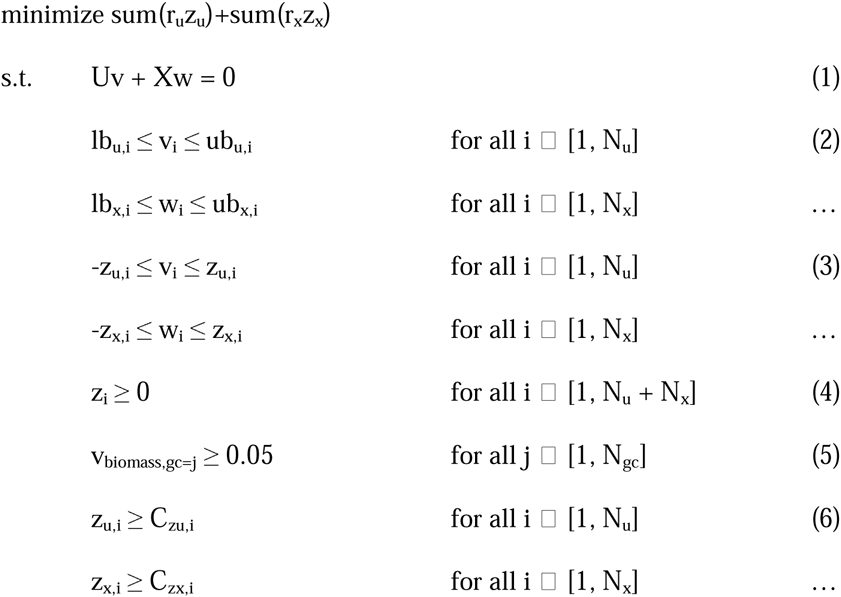 minimize sum(r_u z_u)+sum(r_x z_x)
s.t. Uv + Xw = 0 (1)
lb_u,i ≤ v_i ≤ ub_u,i for all i □ [1, N_u] (2)
lb_x,i ≤ w_i ≤ ub_x,i for all i □ [1, N_x] …
-z_u,i ≤ v_i ≤ z_u,i for all i □ [1, N_u] (3)
-z_x,i ≤ w_i ≤ z_x,i for all i □ [1, N_x] …
z_i ≥ 0 for all i □ [1, N_u + N_x] (4)
v_biomass,gc=j ≥ 0.05 for all j □ [1, N_gc] (5)
z_u,i ≥ C_zu,i for all i □ [1, N_u] (6)
z_x,i ≥ C_zx,i for all i □ [1, N_x] …